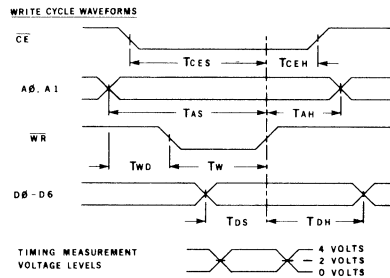 WRITE CYCLE WAVEFORMS
CE
TCES
TCEH
AØ, A1
TAS
TAH
WR
TWD
TW
DØ-D6
TDS
TDH
TIMING MEASUREMENT
VOLTAGE LEVELS
4 VOLTS
2 VOLTS
0 VOLTS